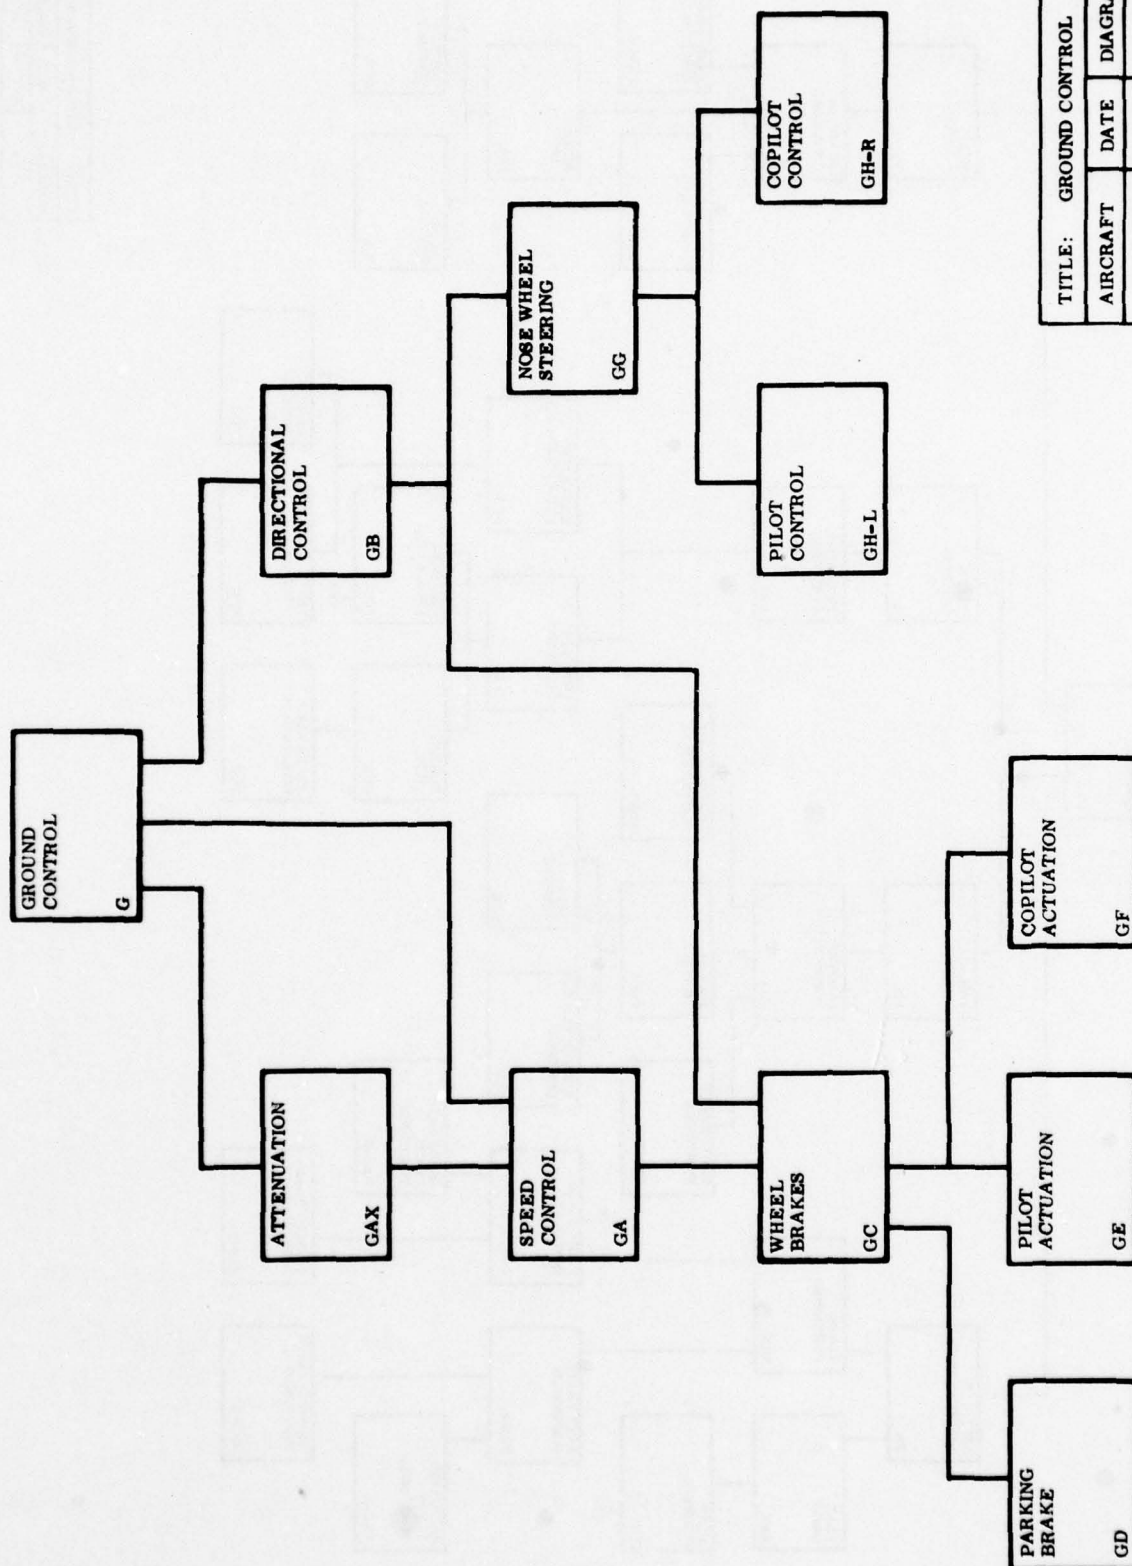 GROUND
CONTROL
G
ATTENUATION
GAX
DIRECTIONAL
CONTROL
GB
SPEED
CONTROL
GA
NOSE WHEEL
STEERING
GG
WHEEL
BRAKES
GC
PILOT
CONTROL
GH-L
COPILOT
CONTROL
GH-R
PARKING
BRAKE
GD
PILOT
ACTUATION
GE
COPILOT
ACTUATION
GF
TITLE: GROUND CONTROL
AIRCRAFT DATE